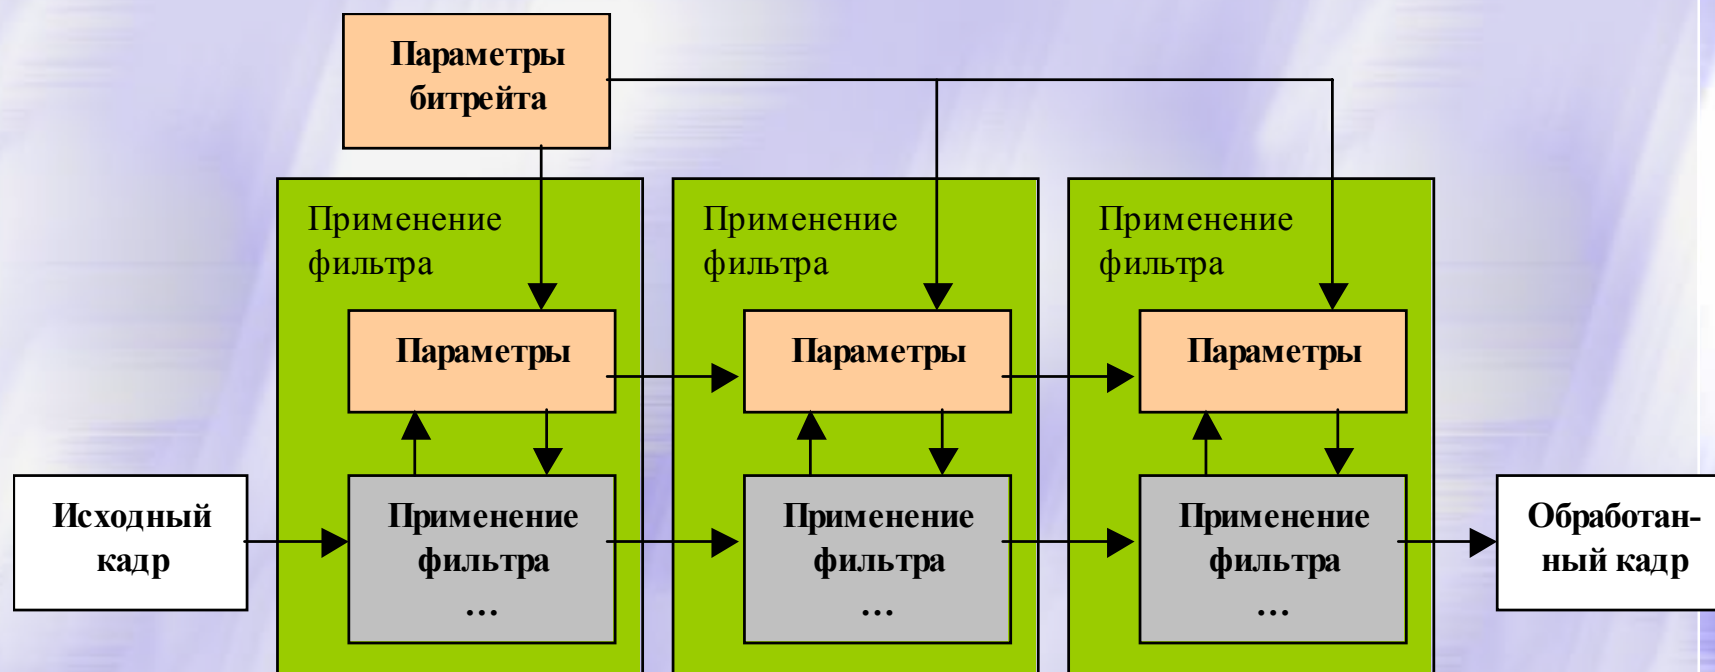 Параметры
битрейта
Применение
фильтра
Применение
фильтра
Применение
фильтра
Параметры
Параметры
Параметры
Исходный
кадр
Применение
фильтра
...
Применение
фильтра
...
Применение
фильтра
...
Обработан-
ный кадр